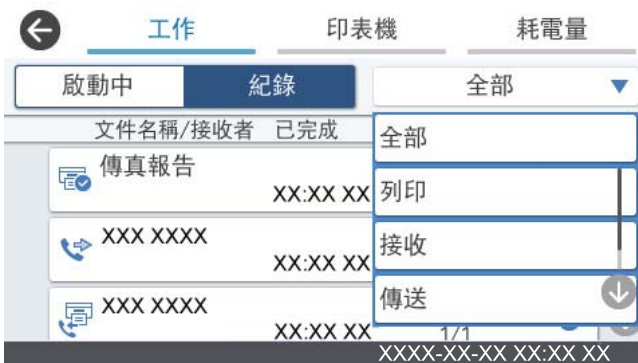 工作 印表機 耗電量
啟動中 紀錄 全部
文件名稱/接收者 已完成 全部
傳真報告
XX:XX XX 列印
XXX XXXX
XX:XX XX 接收
XXX XXXX 傳送
XX:XX XX 1/1
XXXX-XX-XX XX:XX XX